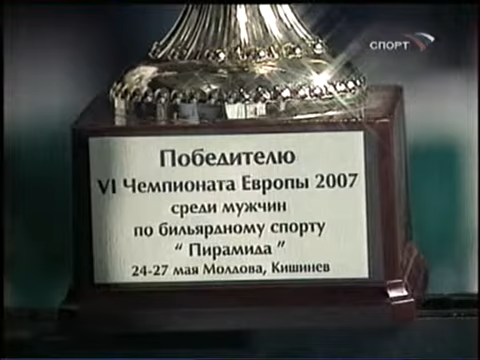 СПОРТ
Победителю
VI Чемпионата Европы 2007
среди мужчин
по бильярдному спорту
“ Пирамида ”
24-27 мая Молдова, Кишинев